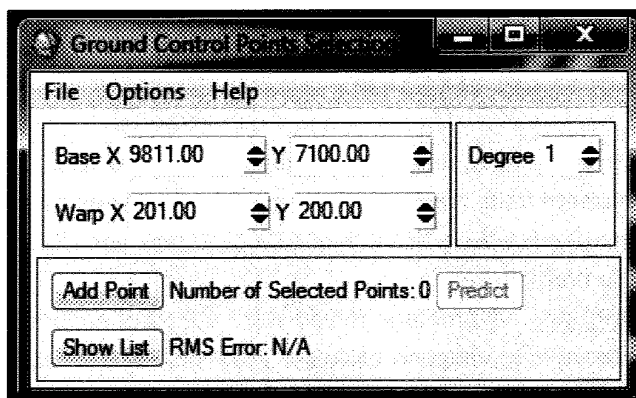 Ground Control Points Selection
File Options Help
Base X 9811.00 Y 7100.00 Degree 1
Warp X 201.00 Y 200.00
Add Point Number of Selected Points: 0 Predict
Show List RMS Error: N/A